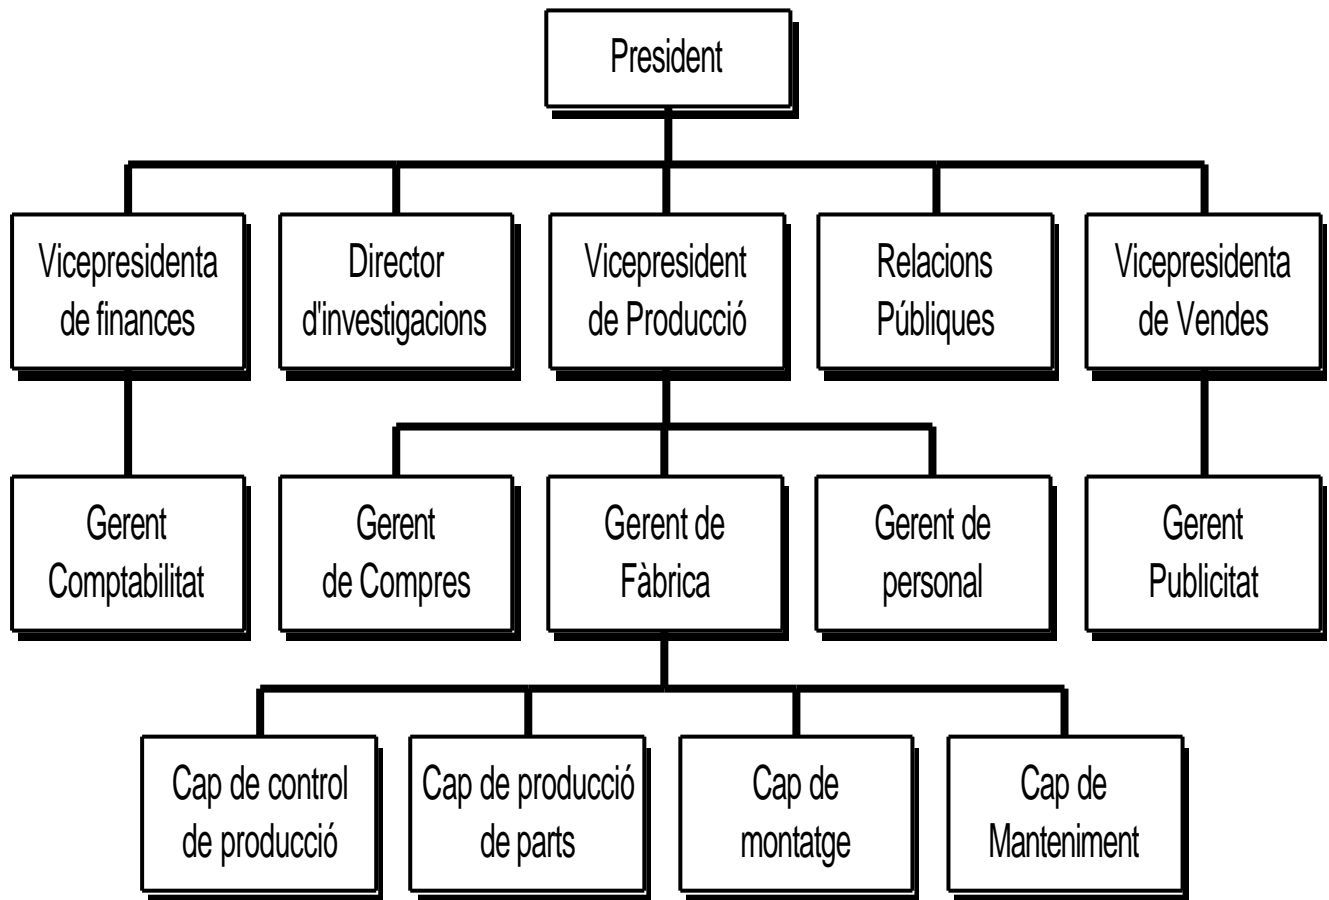 President
Vicepresidenta
de finances
Director
d'investigacions
Vicepresident
de Producció
Relacions
Públiques
Vicepresidenta
de Vendes
Gerent
Comptabilitat
Gerent
de Compres
Gerent de
Fàbrica
Gerent de
personal
Gerent
Publicitat
Cap de control
de producció
Cap de producció
de parts
Cap de
montatge
Cap de
Manteniment